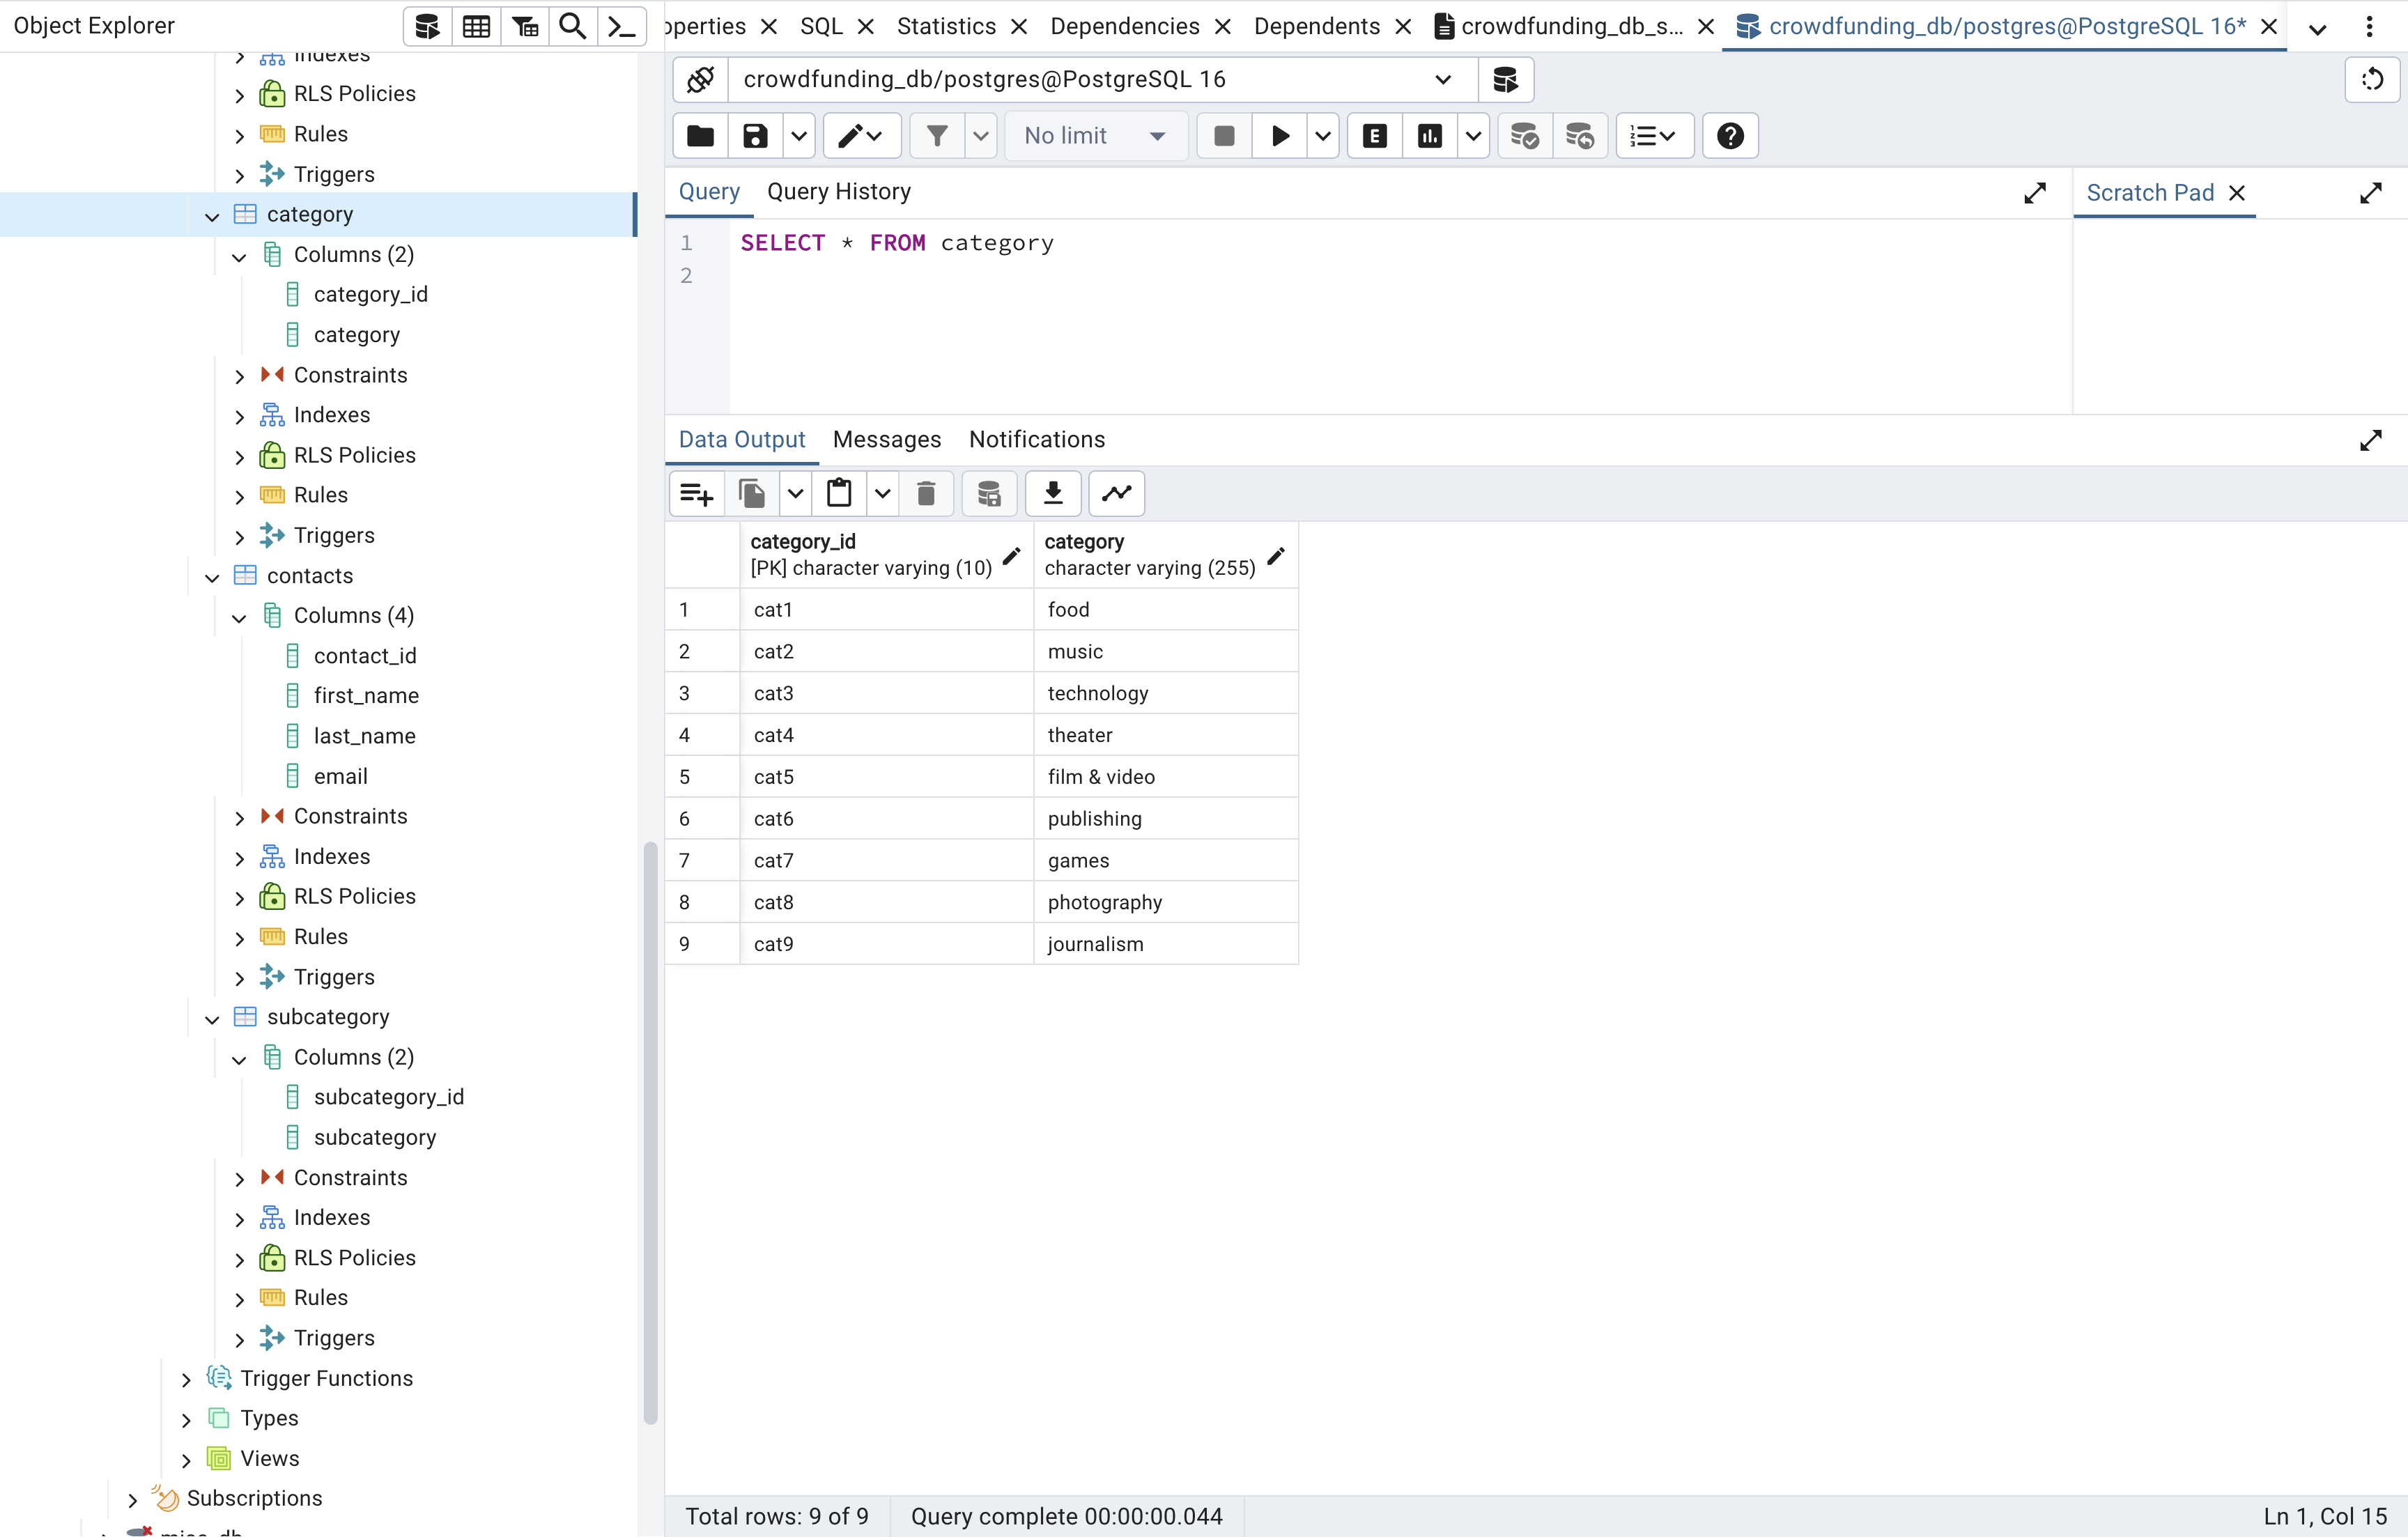 Object Explorer
Indexes
RLS Policies
Rules
Triggers
category
Columns (2)
category_id
category
Constraints
Indexes
RLS Policies
Rules
Triggers
contacts
Columns (4)
contact_id
first_name
last_name
email
Constraints
Indexes
RLS Policies
Rules
Triggers
subcategory
Columns (2)
subcategory_id
subcategory
Constraints
Indexes
RLS Policies
Rules
Triggers
Trigger Functions
Types
Views
Subscriptions
operties SQL Statistics Dependencies Dependents crowdfunding_db_s... crowdfunding_db/postgres@PostgreSQL 16*
crowdfunding_db/postgres@PostgreSQL 16
No limit E
Query Query History Scratch Pad
1 SELECT * FROM category
2
Data Output Messages Notifications
category_id category
[PK] character varying (10) character varying (255)
1 cat1 food
2 cat2 music
3 cat3 technology
4 cat4 theater
5 cat5 film & video
6 cat6 publishing
7 cat7 games
8 cat8 photography
9 cat9 journalism
Total rows: 9 of 9 Query complete 00:00:00.044 Ln 1, Col 15